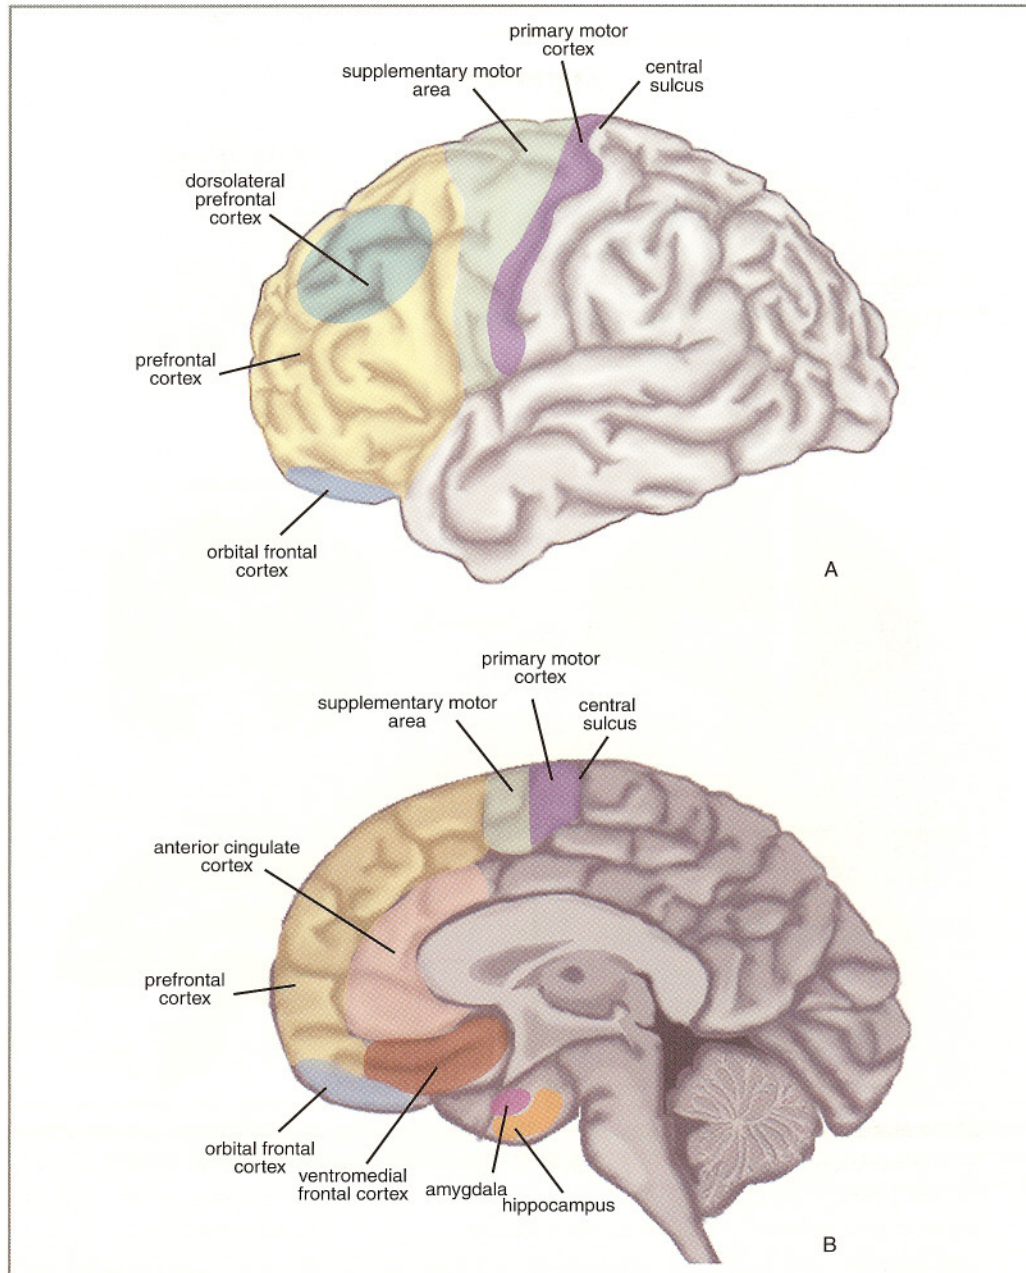 primary motor
cortex
supplementary motor
area
central
sulcus
dorsolateral
prefrontal
cortex
prefrontal
cortex
orbital frontal
cortex
A
primary motor
cortex
supplementary motor
area
central
sulcus
anterior cingulate
cortex
prefrontal
cortex
orbital frontal
cortex
ventromedial
frontal cortex
amygdala
hippocampus
B